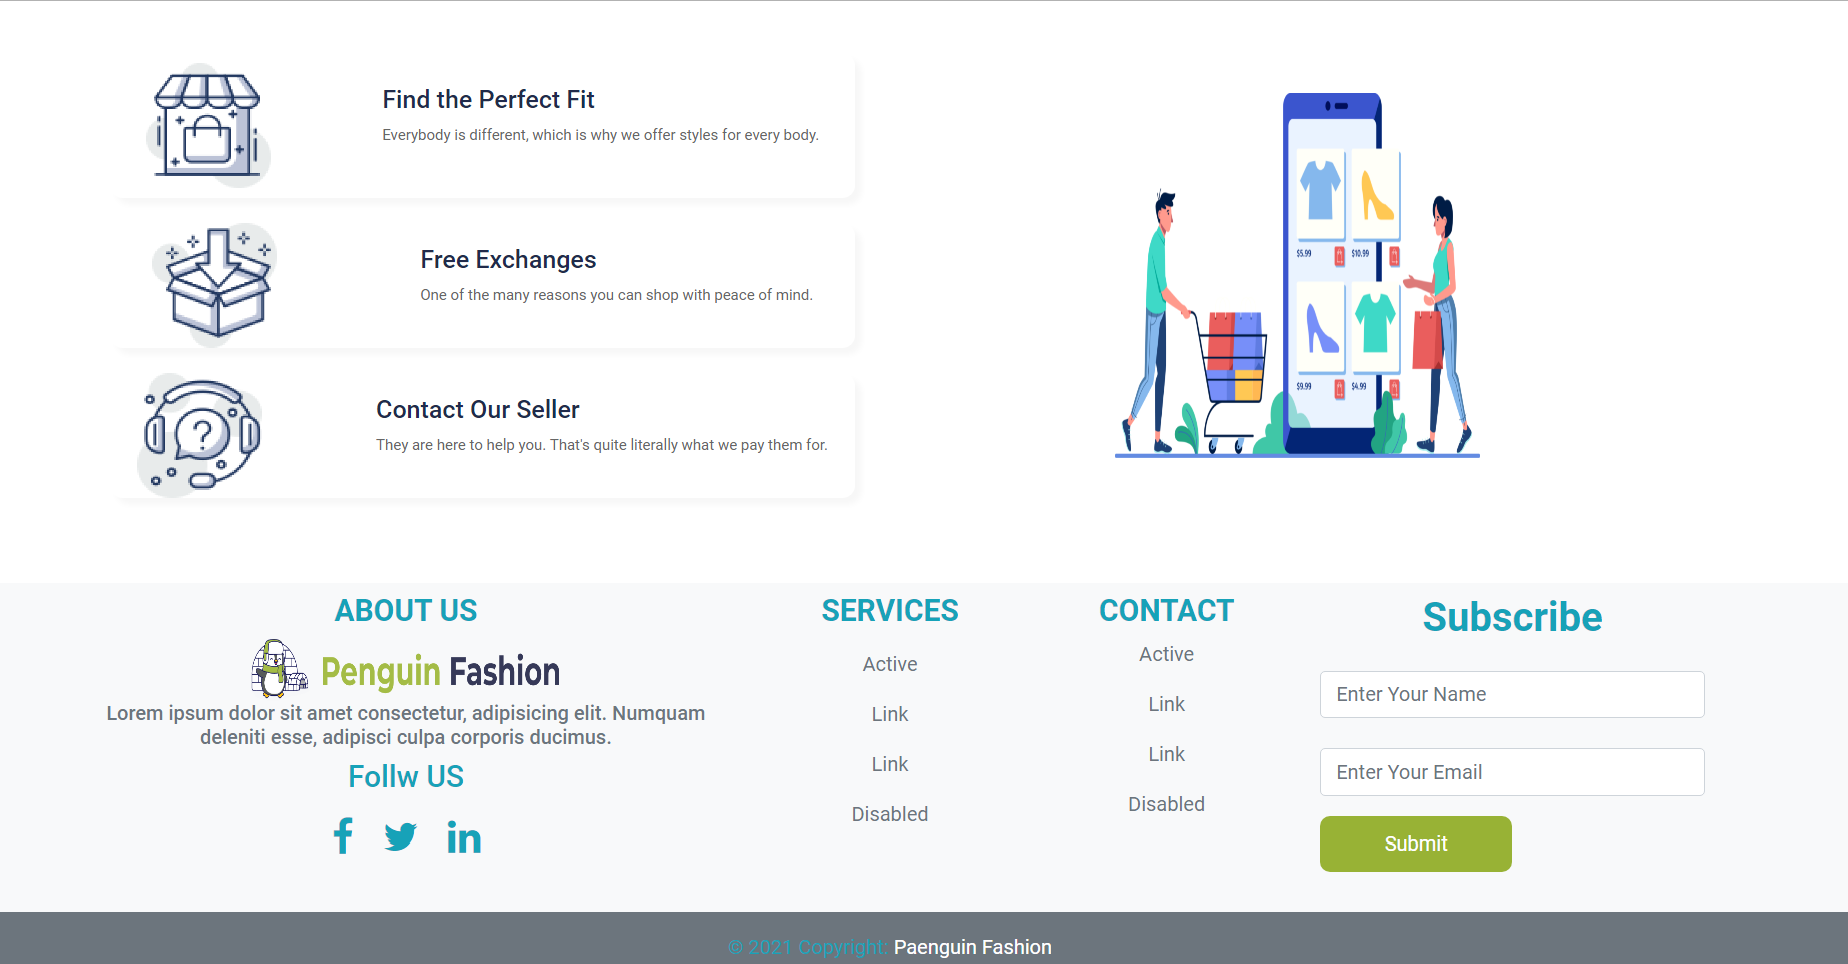 Find the Perfect Fit
Everybody is different, which is why we offer styles for every body.
Free Exchanges
One of the many reasons you can shop with peace of mind.
Contact Our Seller
They are here to help you. That's quite literally what we pay them for.
$5.99
$10.99
$9.99
$4.99
ABOUT US
Penguin Fashion
Lorem ipsum dolor sit amet consectetur, adipisicing elit. Numquam
deleniti esse, adipisci culpa corporis ducimus.
Follw US
SERVICES
Active
Link
Link
Disabled
CONTACT
Active
Link
Link
Disabled
Subscribe
Enter Your Name
Enter Your Email
Submit
© 2021 Copyright: Paenguin Fashion